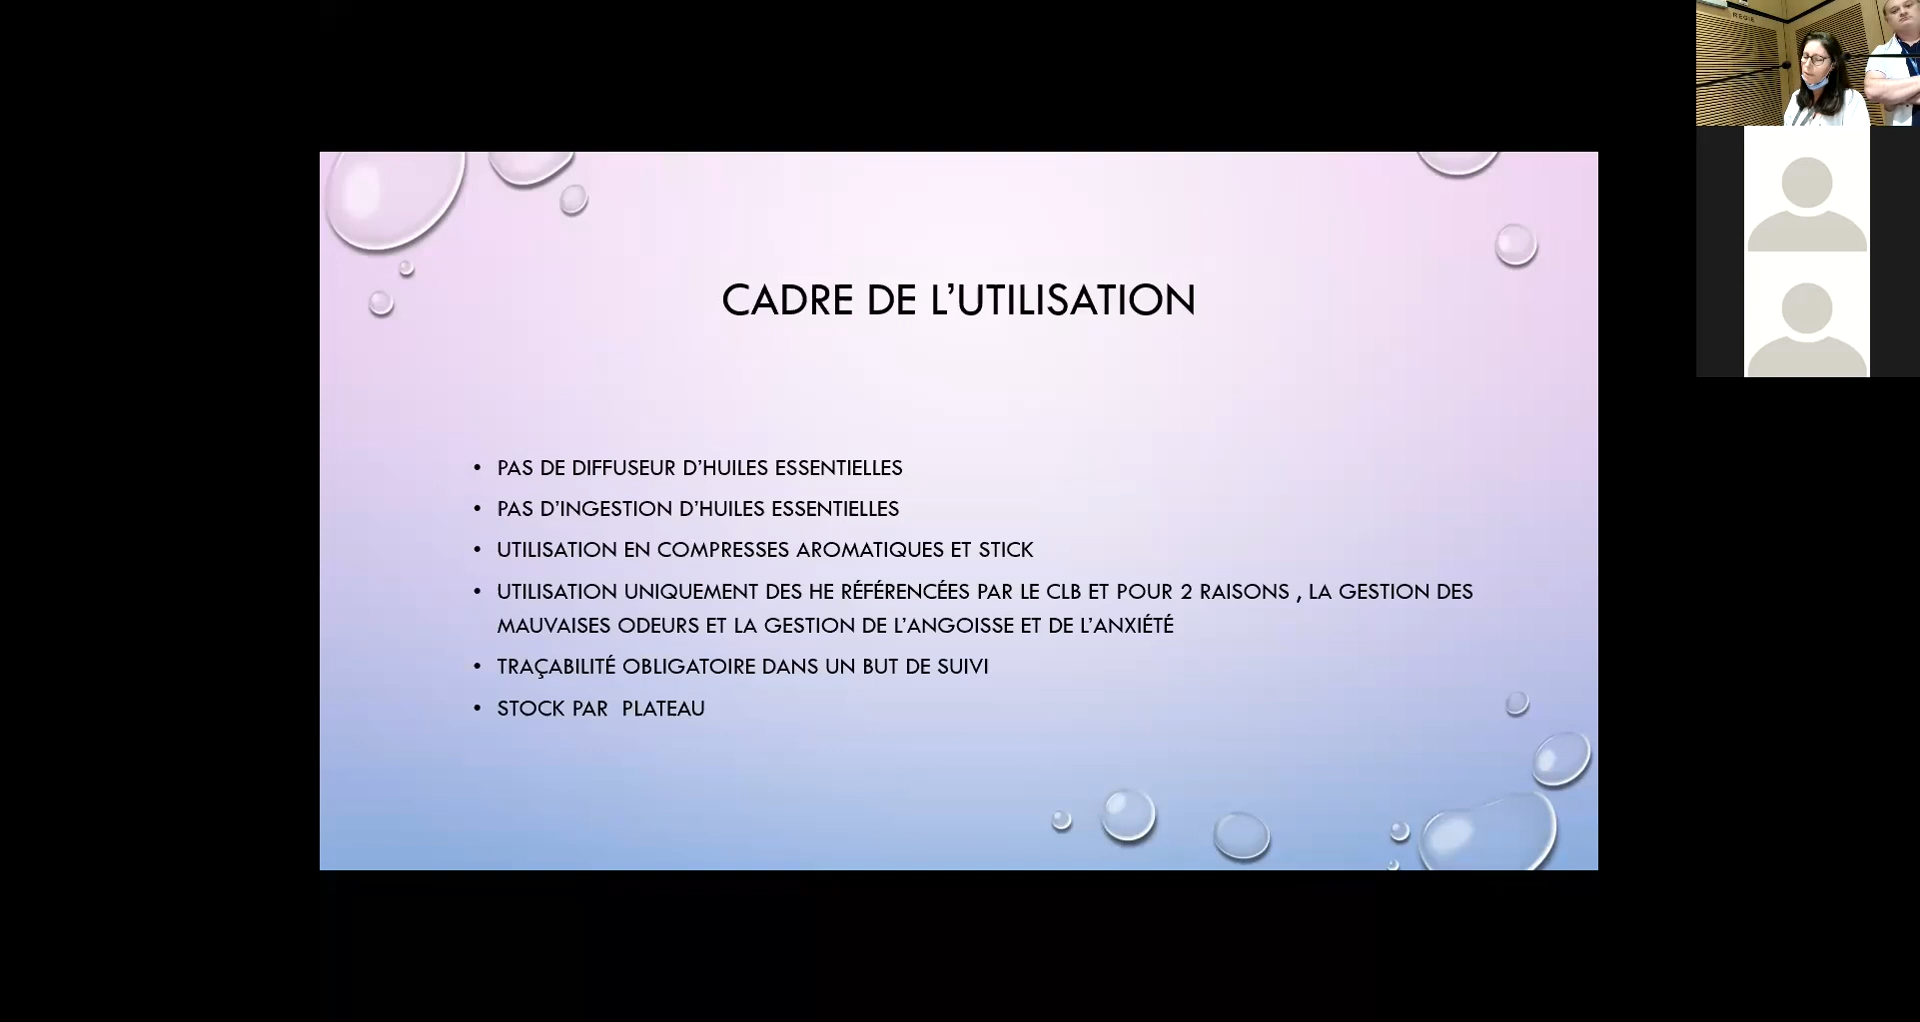 REGIE
CADRE DE L’UTILISATION
• PAS DE DIFFUSEUR D’HUILES ESSENTIELLES
• PAS D’INGESTION D’HUILES ESSENTIELLES
• UTILISATION EN COMPRESSES AROMATIQUES ET STICK
• UTILISATION UNIQUEMENT DES HE RÉFÉRENCÉES PAR LE CLB ET POUR 2 RAISONS , LA GESTION DES
MAUVAISES ODEURS ET LA GESTION DE L’ANGOISSE ET DE L’ANXIÉTÉ
• TRAÇABILITÉ OBLIGATOIRE DANS UN BUT DE SUIVI
• STOCK PAR  PLATEAU